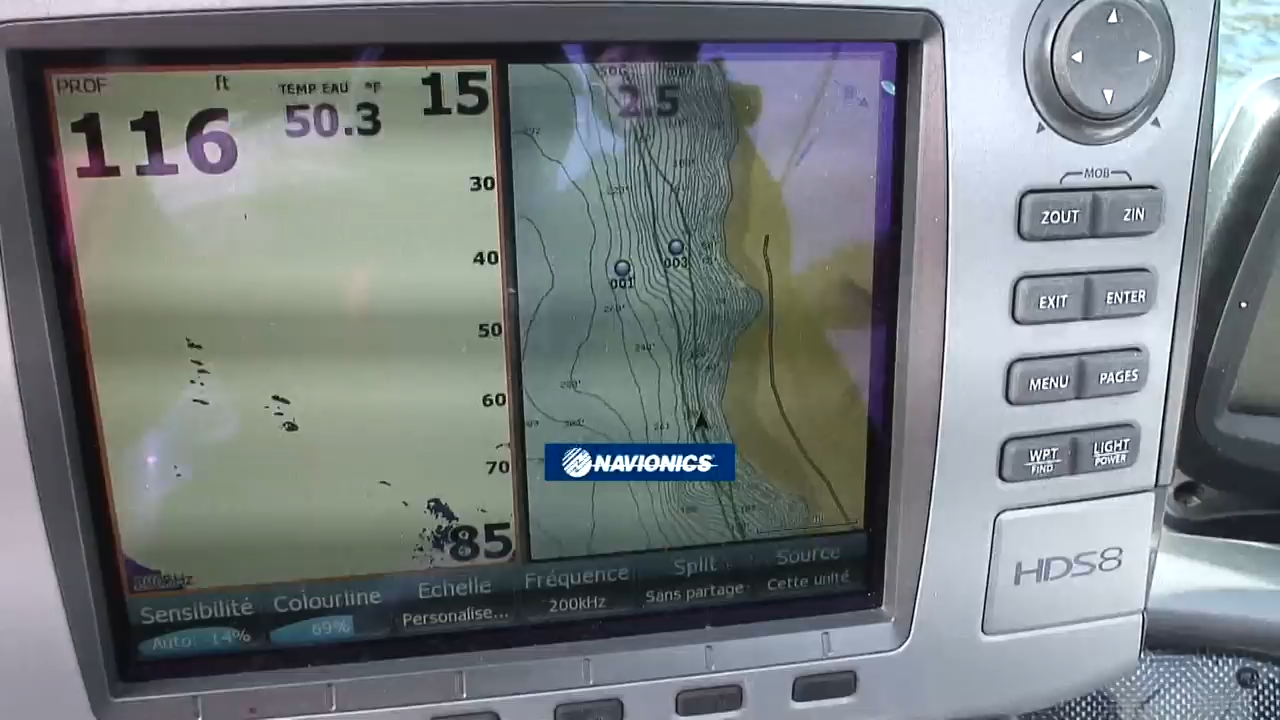 PROF ft
TEMP EAU °F
15
116
50.3
30
40
50
60
70
85
200kHz
SOG mph
2.5
001
003
NAVIONICS
Sensibilité
Auto: 14%
Colourline
69%
Echelle
Personalise...
Fréquence
200kHz
Split
Sans partage
Source
Cette unité
MOB
ZOUT ZIN
EXIT ENTER
MENU PAGES
WPT
FIND
LIGHT
POWER
HDS8